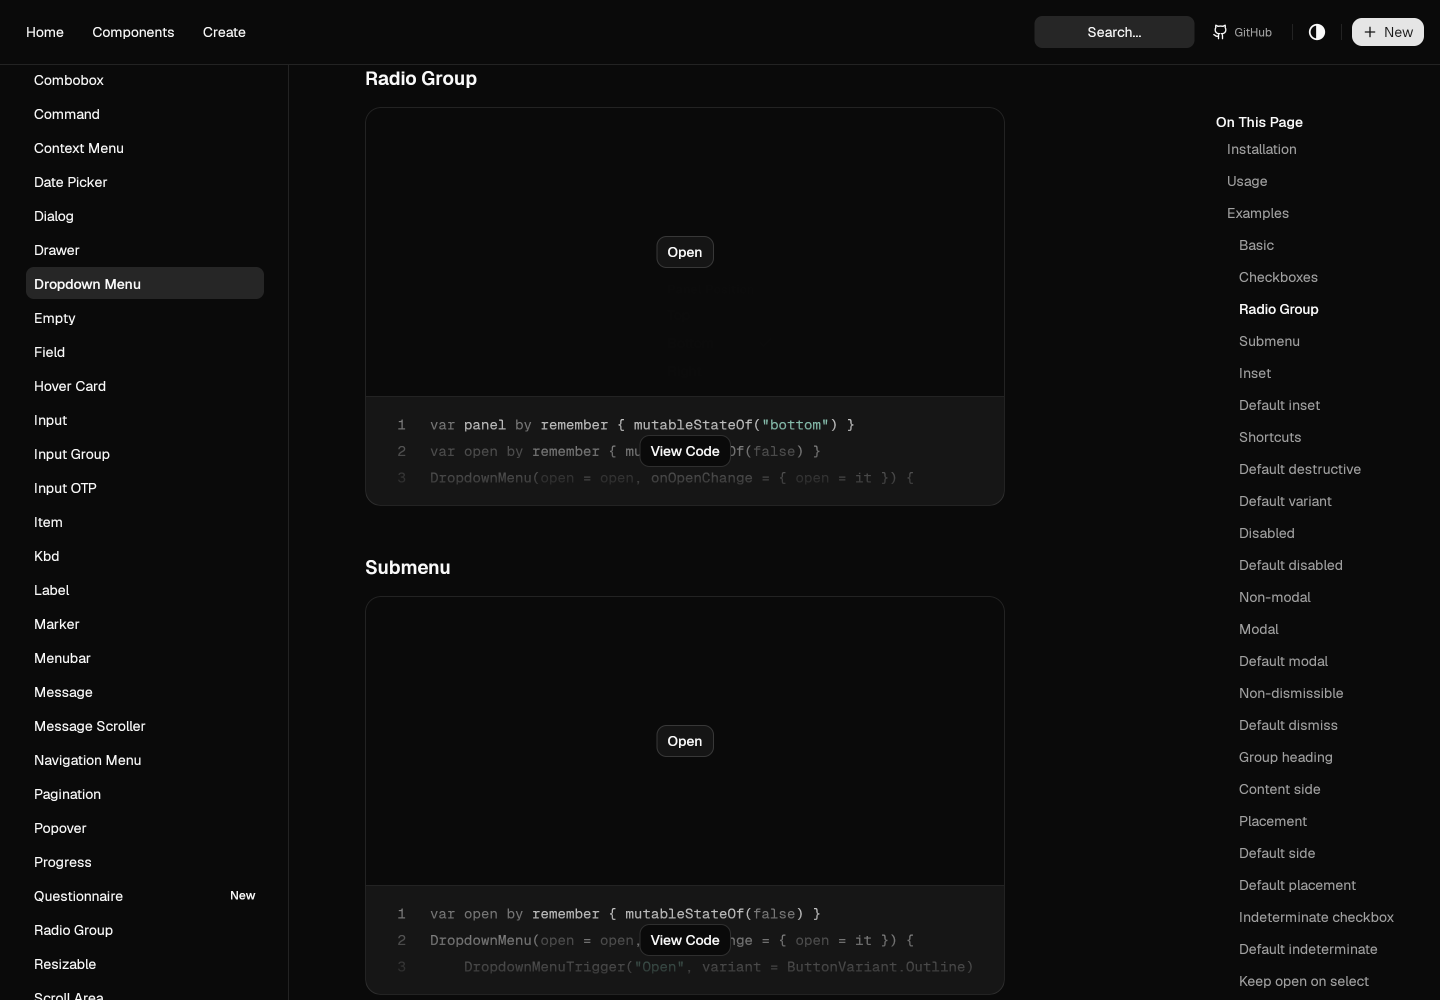 Home
Components
Create
Search...
GitHub
New
Combobox
Command
Context Menu
Date Picker
Dialog
Drawer
Dropdown Menu
Empty
Field
Hover Card
Input
Input Group
Input OTP
Item
Kbd
Label
Marker
Menubar
Message
Message Scroller
Navigation Menu
Pagination
Popover
Progress
Questionnaire New
Radio Group
Resizable
Scroll Area
Radio Group
Open
1 var panel by remember { mutableStateOf("bottom") }
2 var open by remember { mu Of(false) }
View Code
3 DropdownMenu(open = open, onOpenChange = { open = it }) {
Submenu
Open
1 var open by remember { mutableStateOf(false) }
2 DropdownMenu(open = open, nge = { open = it }) {
View Code
3 DropdownMenuTrigger("Open", variant = ButtonVariant.Outline)
On This Page
Installation
Usage
Examples
Basic
Checkboxes
Radio Group
Submenu
Inset
Default inset
Shortcuts
Default destructive
Default variant
Disabled
Default disabled
Non-modal
Modal
Default modal
Non-dismissible
Default dismiss
Group heading
Content side
Placement
Default side
Default placement
Indeterminate checkbox
Default indeterminate
Keep open on select